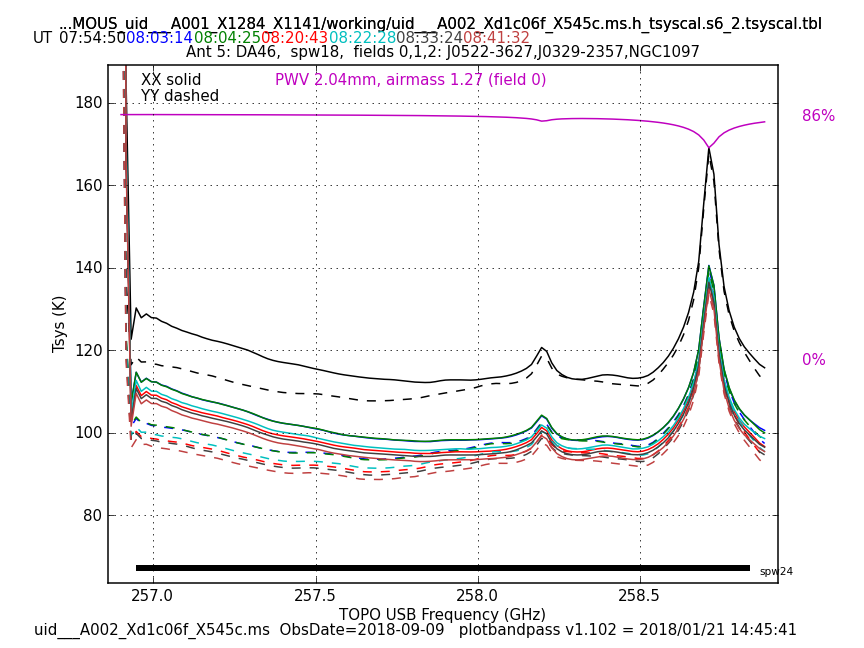 ...MOUS_uid___A001_X1284_X1141/working/uid___A002_Xd1c06f_X545c.ms.h_tsyscal.s6_2.tsyscal.tbl
UT 07:54:50 08:03:14 08:04:25 08:20:43 08:22:28 08:33:24 08:41:32
Ant 5: DA46, spw18, fields 0,1,2: J0522-3627,J0329-2357,NGC1097
XX solid PWV 2.04mm, airmass 1.27 (field 0)
YY dashed
180
86%
160
140
Tsys (K)
120
0%
100
80
spw24
257.0 257.5 258.0 258.5
TOPO USB Frequency (GHz)
uid___A002_Xd1c06f_X545c.ms ObsDate=2018-09-09 plotbandpass v1.102 = 2018/01/21 14:45:41